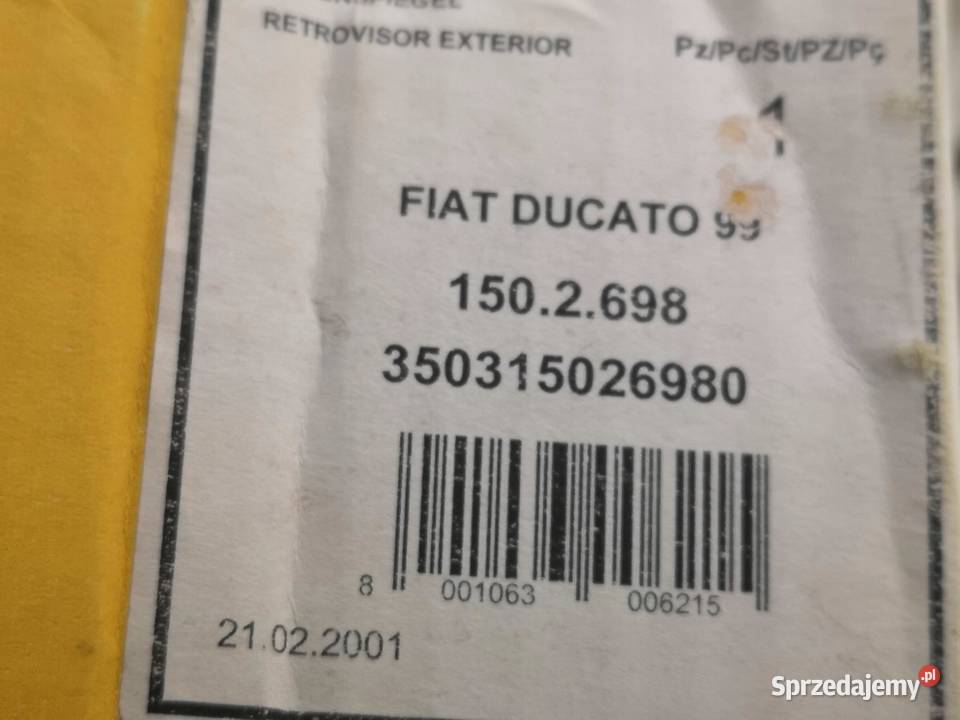 RETROVISOR EXTERIOR
Pz/Pc/St/PZ/Pç
1
FIAT DUCATO 99
150.2.698
350315026980
8 001063 006215
21.02.2001
Sprzedajemy.pl